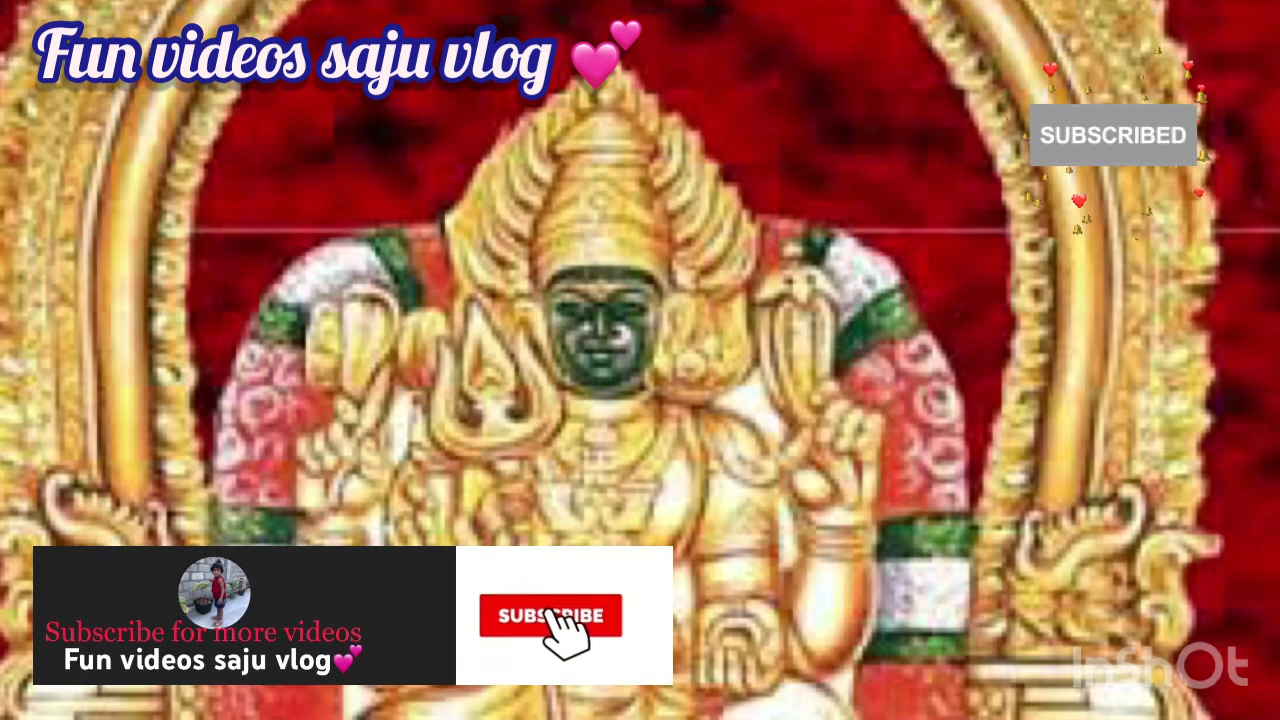 Fun videos saju vlog 💕
SUBSCRIBED
Subscribe for more videos
Fun videos saju vlog💕
SUBSCRIBE
InShOt